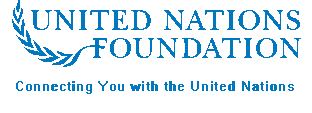 UNITED NATIONS
FOUNDATION
Connecting You with the United Nations